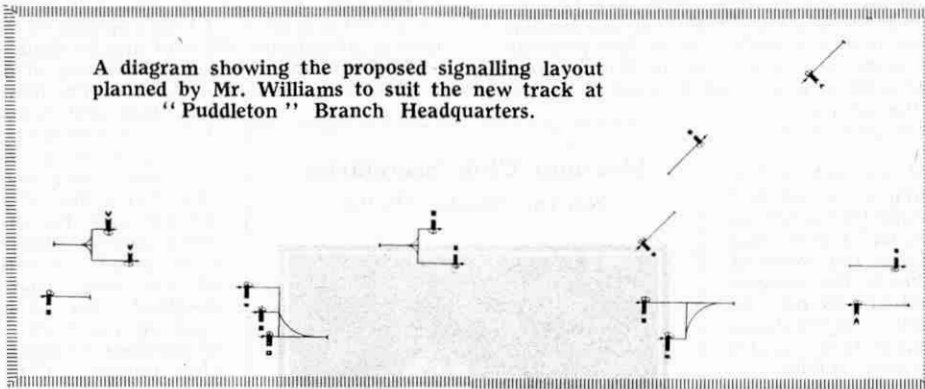 A diagram showing the proposed signalling layout
planned by Mr. Williams to suit the new track at
" Puddleton " Branch Headquarters.